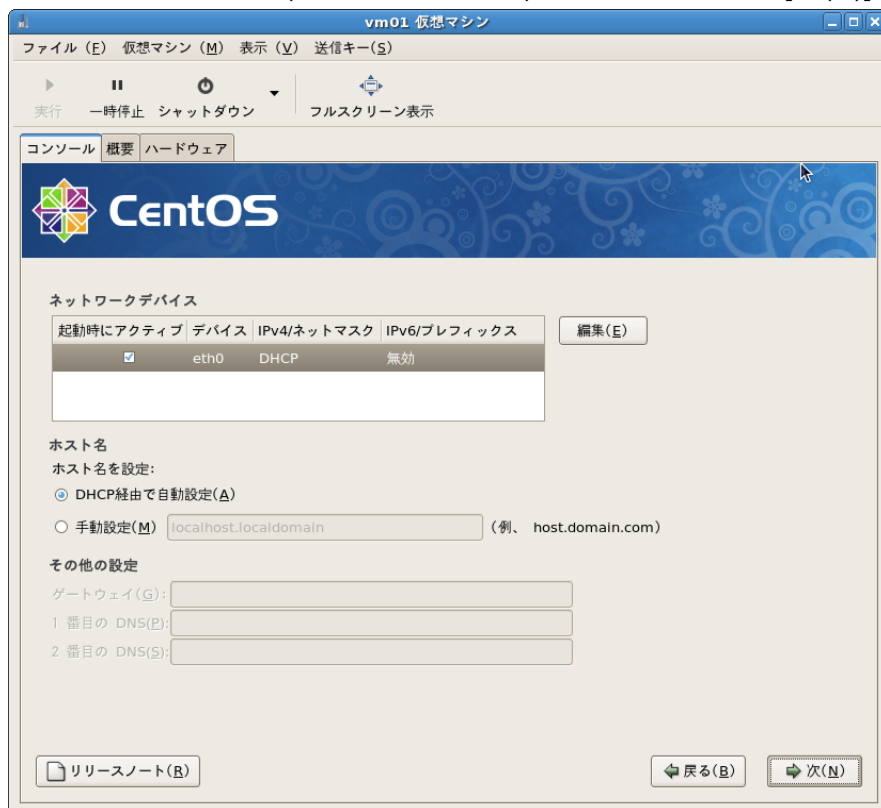 vm01 仮想マシン
ファイル (F) 仮想マシン (M) 表示 (V) 送信キー(S)
実行 一時停止 シャットダウン フルスクリーン表示
コンソール 概要 ハードウェア
CentOS
ネットワークデバイス
起動時にアクティブ デバイス IPv4/ネットマスク IPv6/プレフィックス 編集(E)
eth0 DHCP 無効
ホスト名
ホスト名を設定:
DHCP経由で自動設定(A)
手動設定(M) localhost.localdomain (例、 host.domain.com)
その他の設定
ゲートウェイ(G):
1 番目の DNS(P):
2 番目の DNS(S):
リリースノート(R) 戻る(B) 次(N)